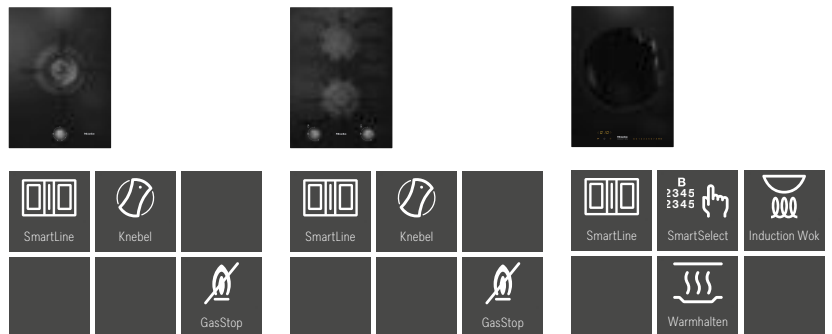 SmartLine
Knebel
GasStop
SmartLine
Knebel
GasStop
B
2345
2345
SmartLine
SmartSelect
Induction Wok
Warmhalten